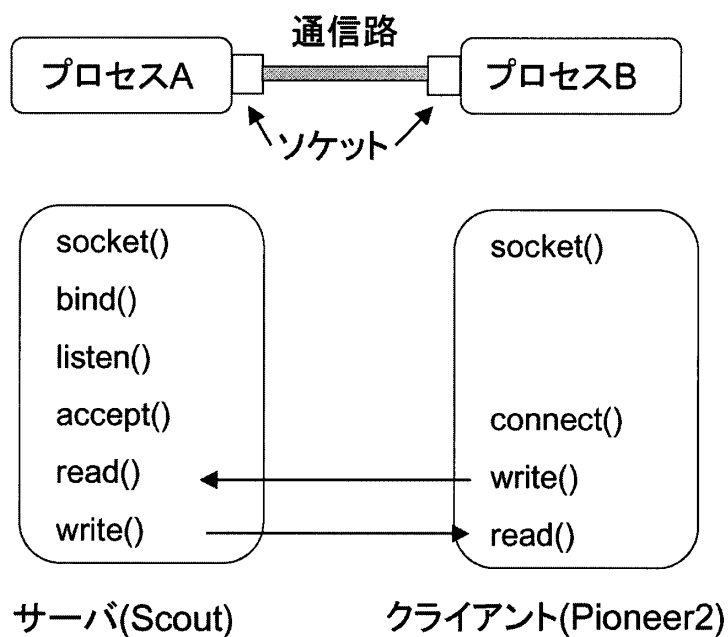 通信路
プロセスA
プロセスB
ソケット
socket()
bind()
listen()
accept()
read()
write()
socket()
connect()
write()
read()
サーバ(Scout)
クライアント(Pioneer2)